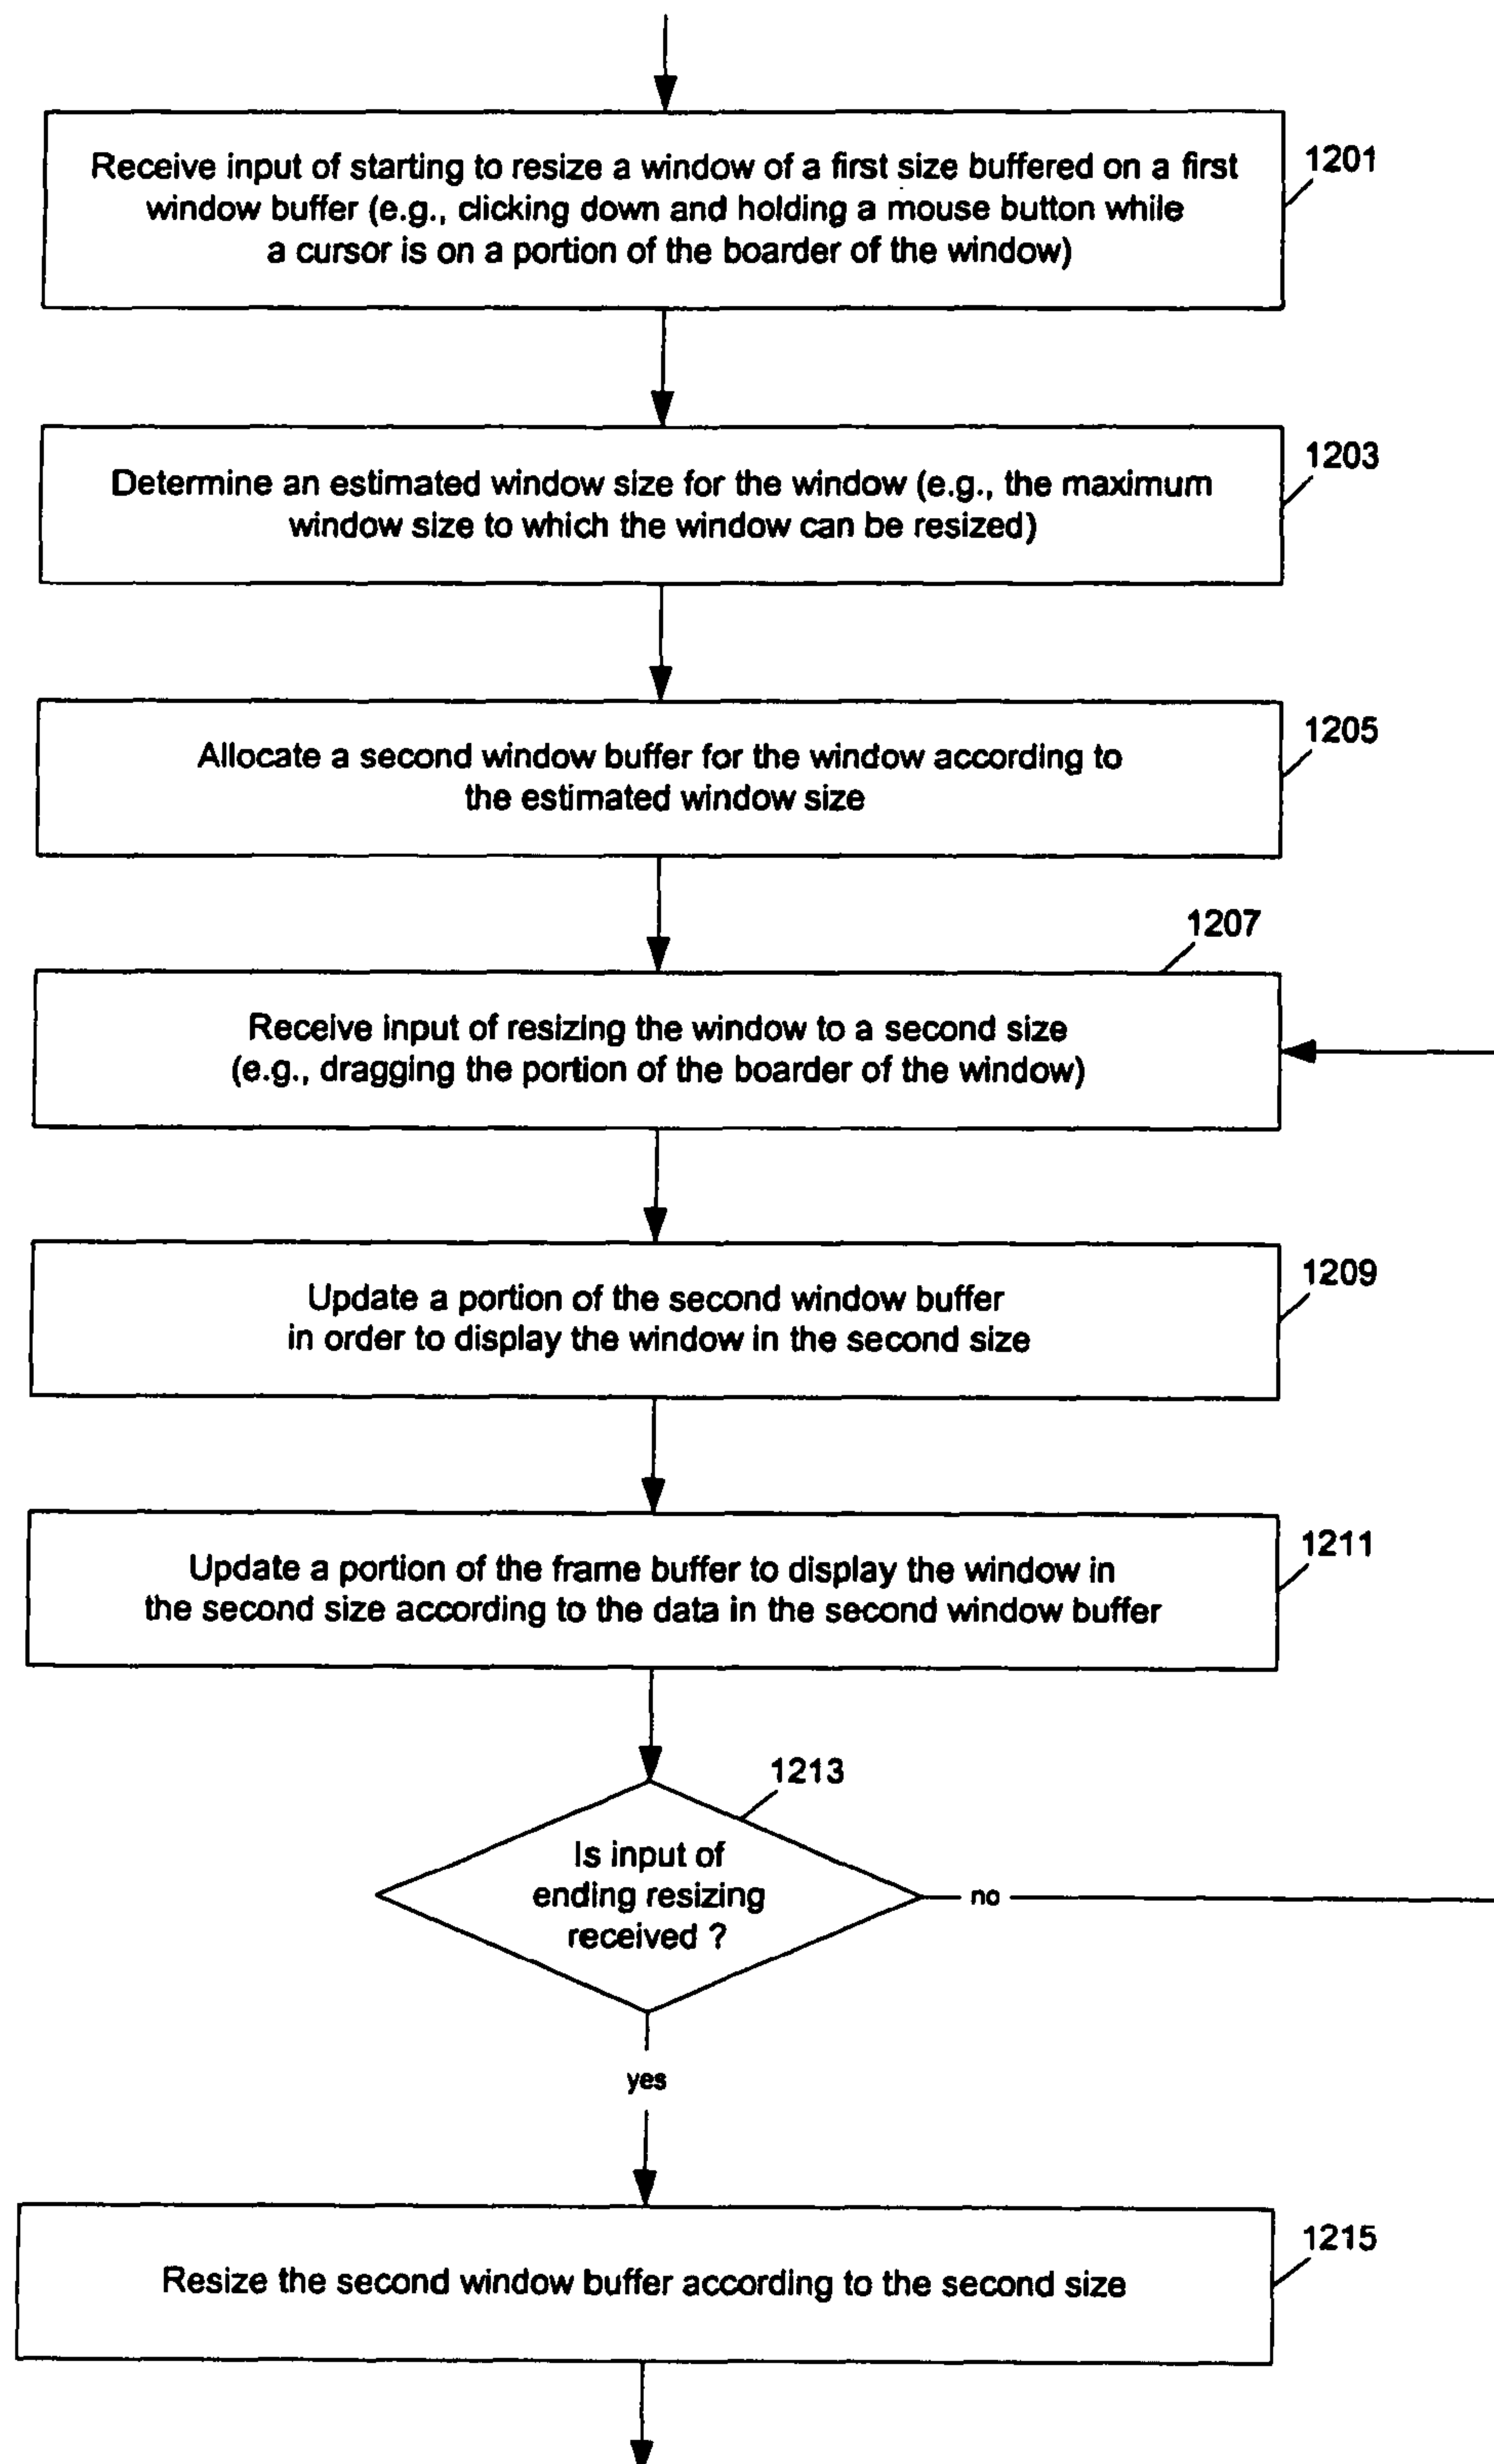 Receive input of starting to resize a window of a first size buffered on a first
window buffer (e.g., clicking down and holding a mouse button while
a cursor is on a portion of the boarder of the window)
1201
Determine an estimated window size for the window (e.g., the maximum
window size to which the window can be resized)
1203
Allocate a second window buffer for the window according to
the estimated window size
1205
1207
Receive input of resizing the window to a second size
(e.g., dragging the portion of the boarder of the window)
Update a portion of the second window buffer
in order to display the window in the second size
1209
Update a portion of the frame buffer to display the window in
the second size according to the data in the second window buffer
1211
1213
Is input of
ending resizing
received ?
no
yes
Resize the second window buffer according to the second size
1215